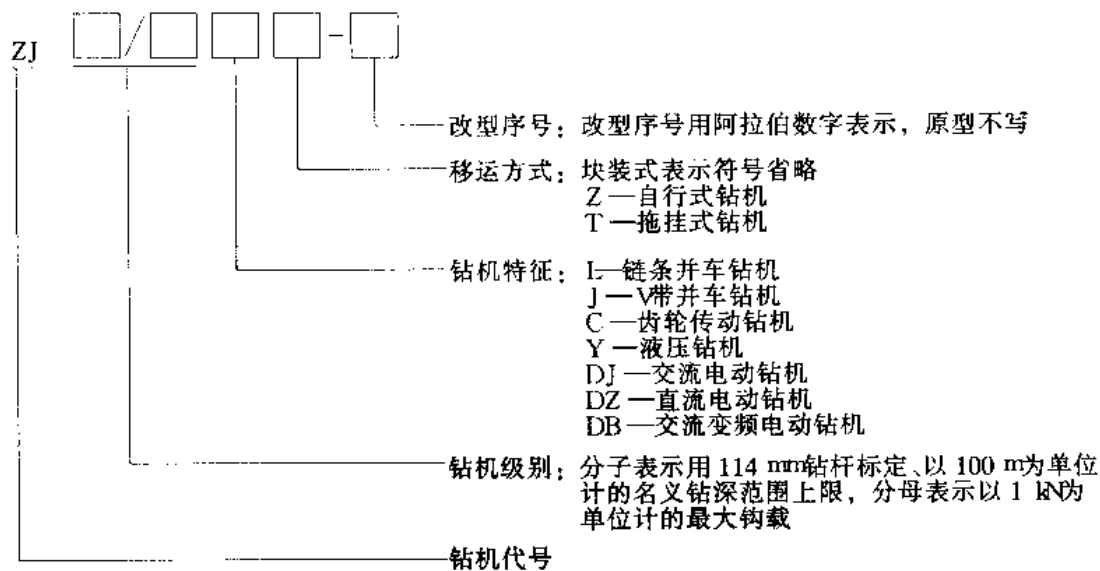 ZJ □/□ □ □-□
改型序号：改型序号用阿拉伯数字表示，原型不写
移运方式：块装式表示符号省略
Z—自行式钻机
T—拖挂式钻机
钻机特征：L—链条并车钻机
J—V带并车钻机
C—齿轮传动钻机
Y—液压钻机
DJ—交流电动钻机
DZ—直流电动钻机
DB—交流变频电动钻机
钻机级别：分子表示用 114 mm钻杆标定、以 100 m为单位
计的名义钻深范围上限，分母表示以 1 kN为
单位计的最大钩载
钻机代号